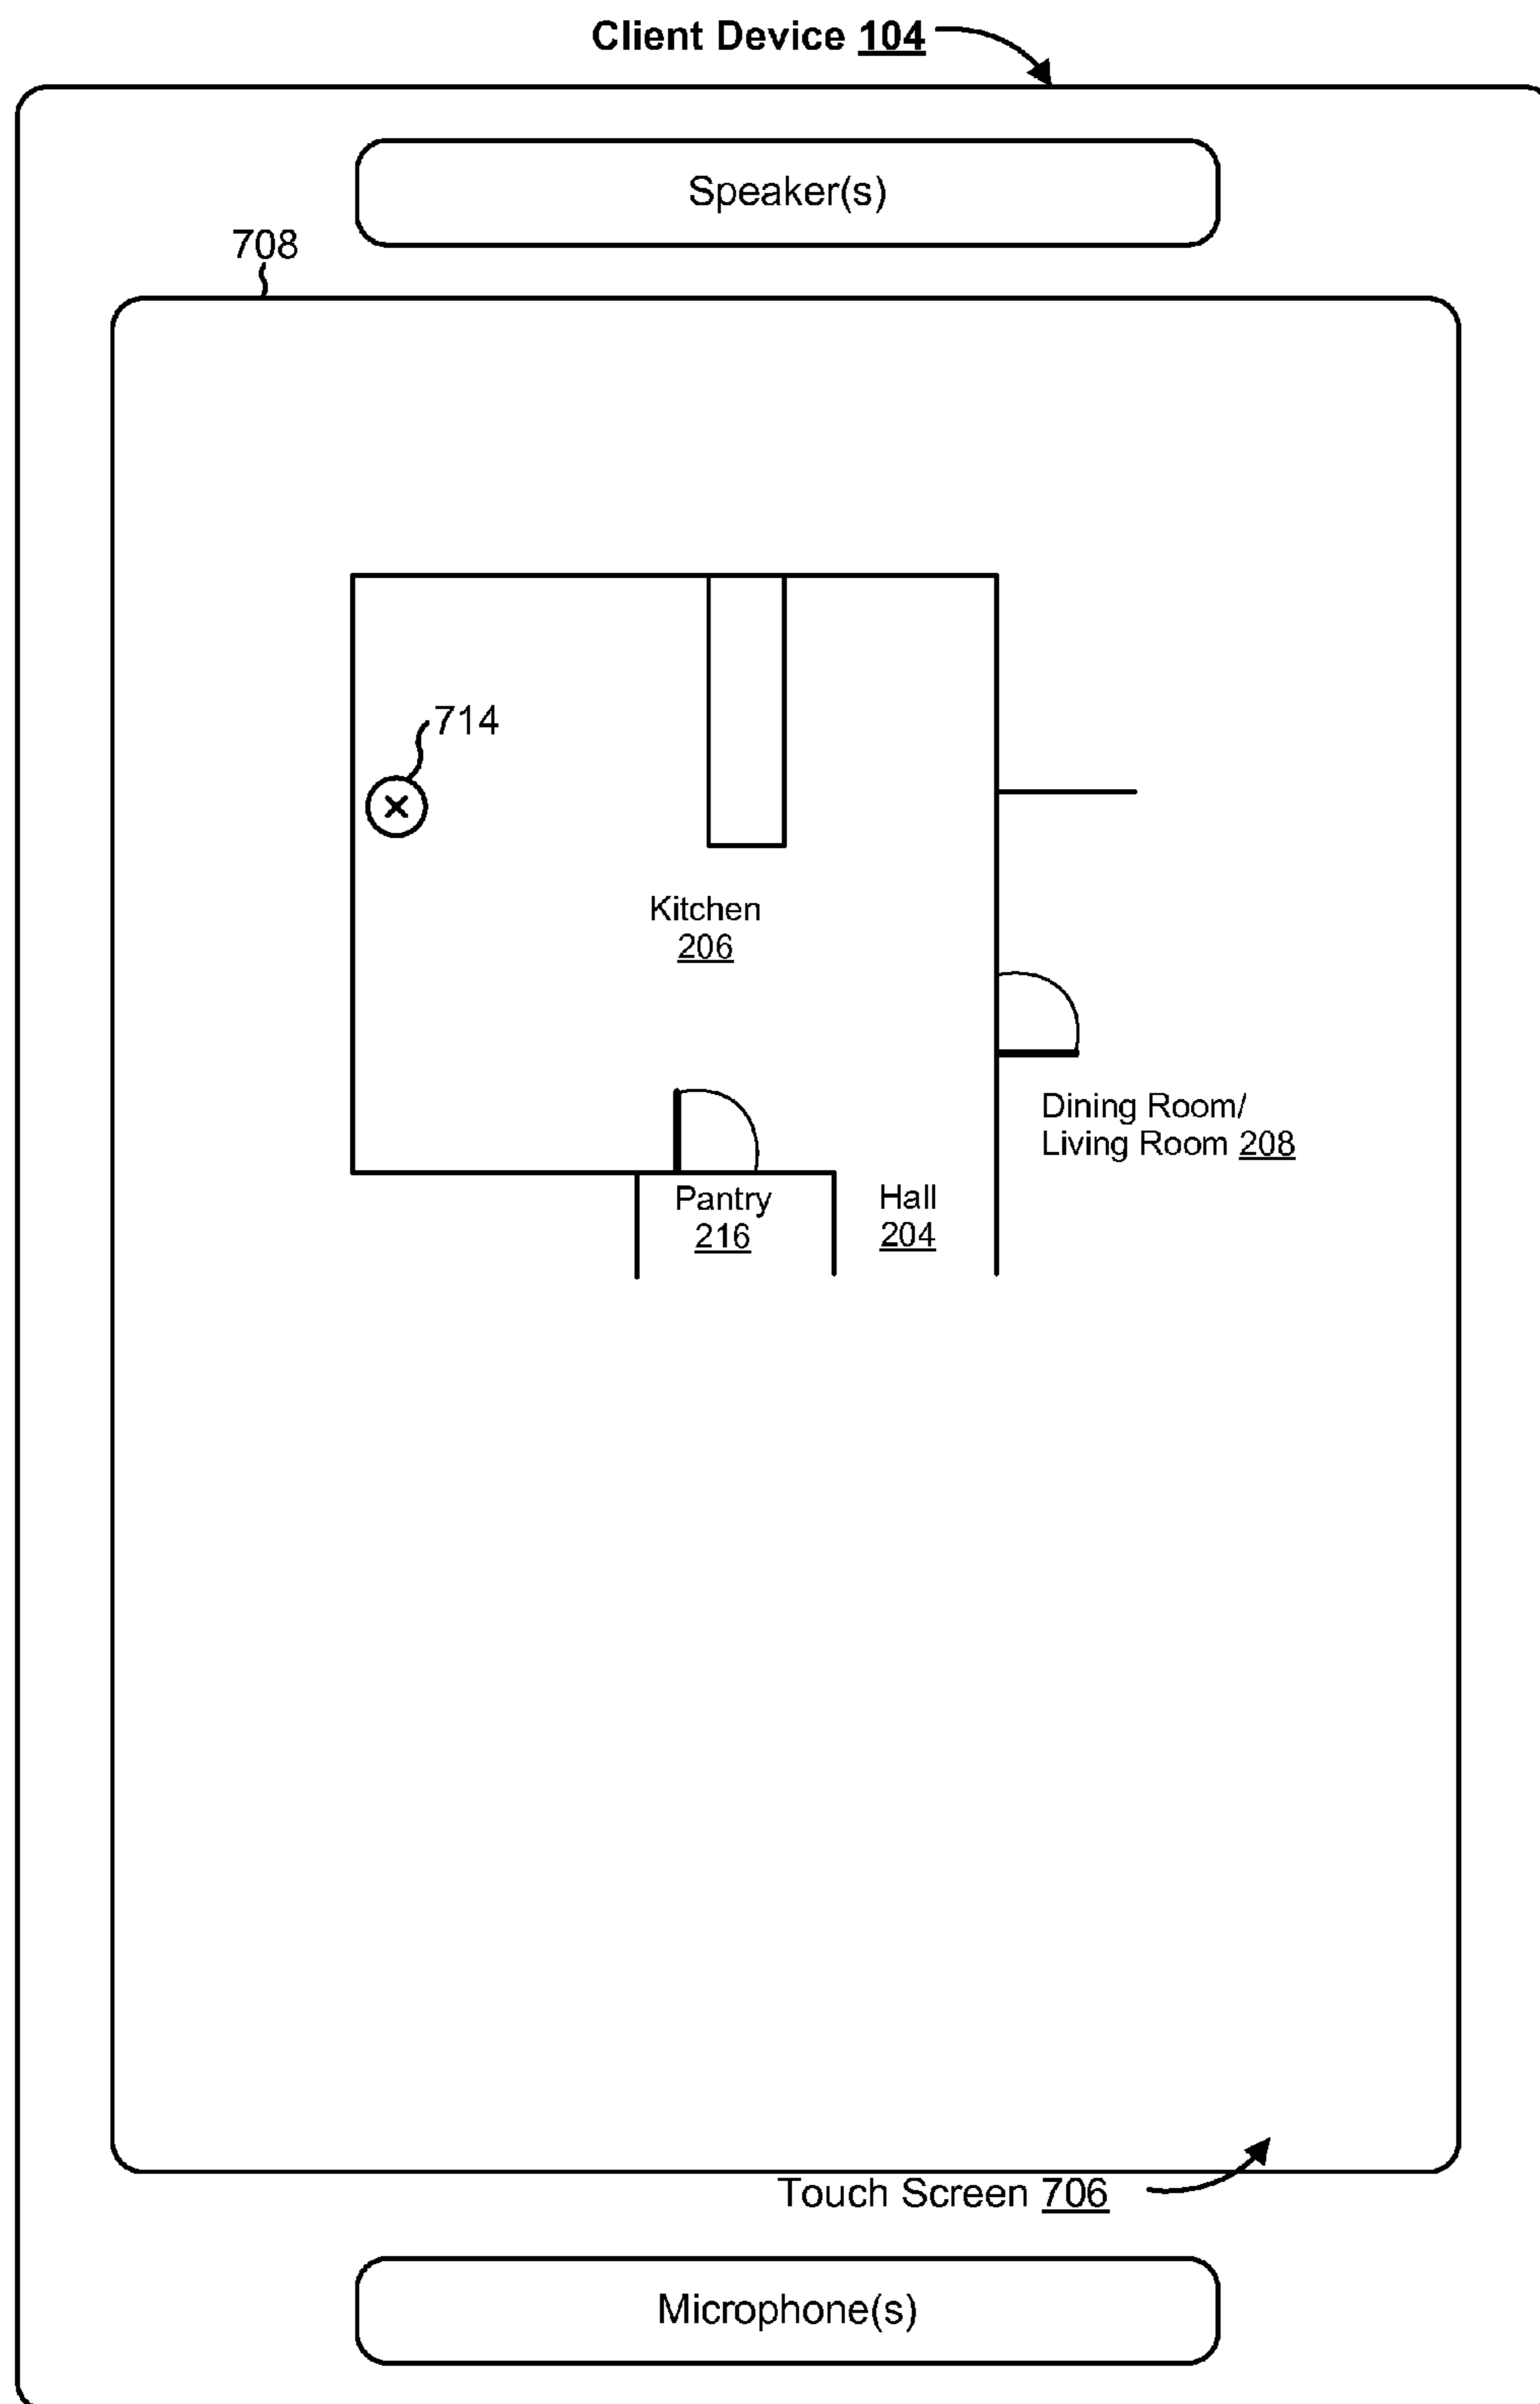 Client Device 104
Speaker(s)
708
714
Kitchen
206
Dining Room/
Living Room 208
Pantry
216
Hall
204
Touch Screen 706
Microphone(s)